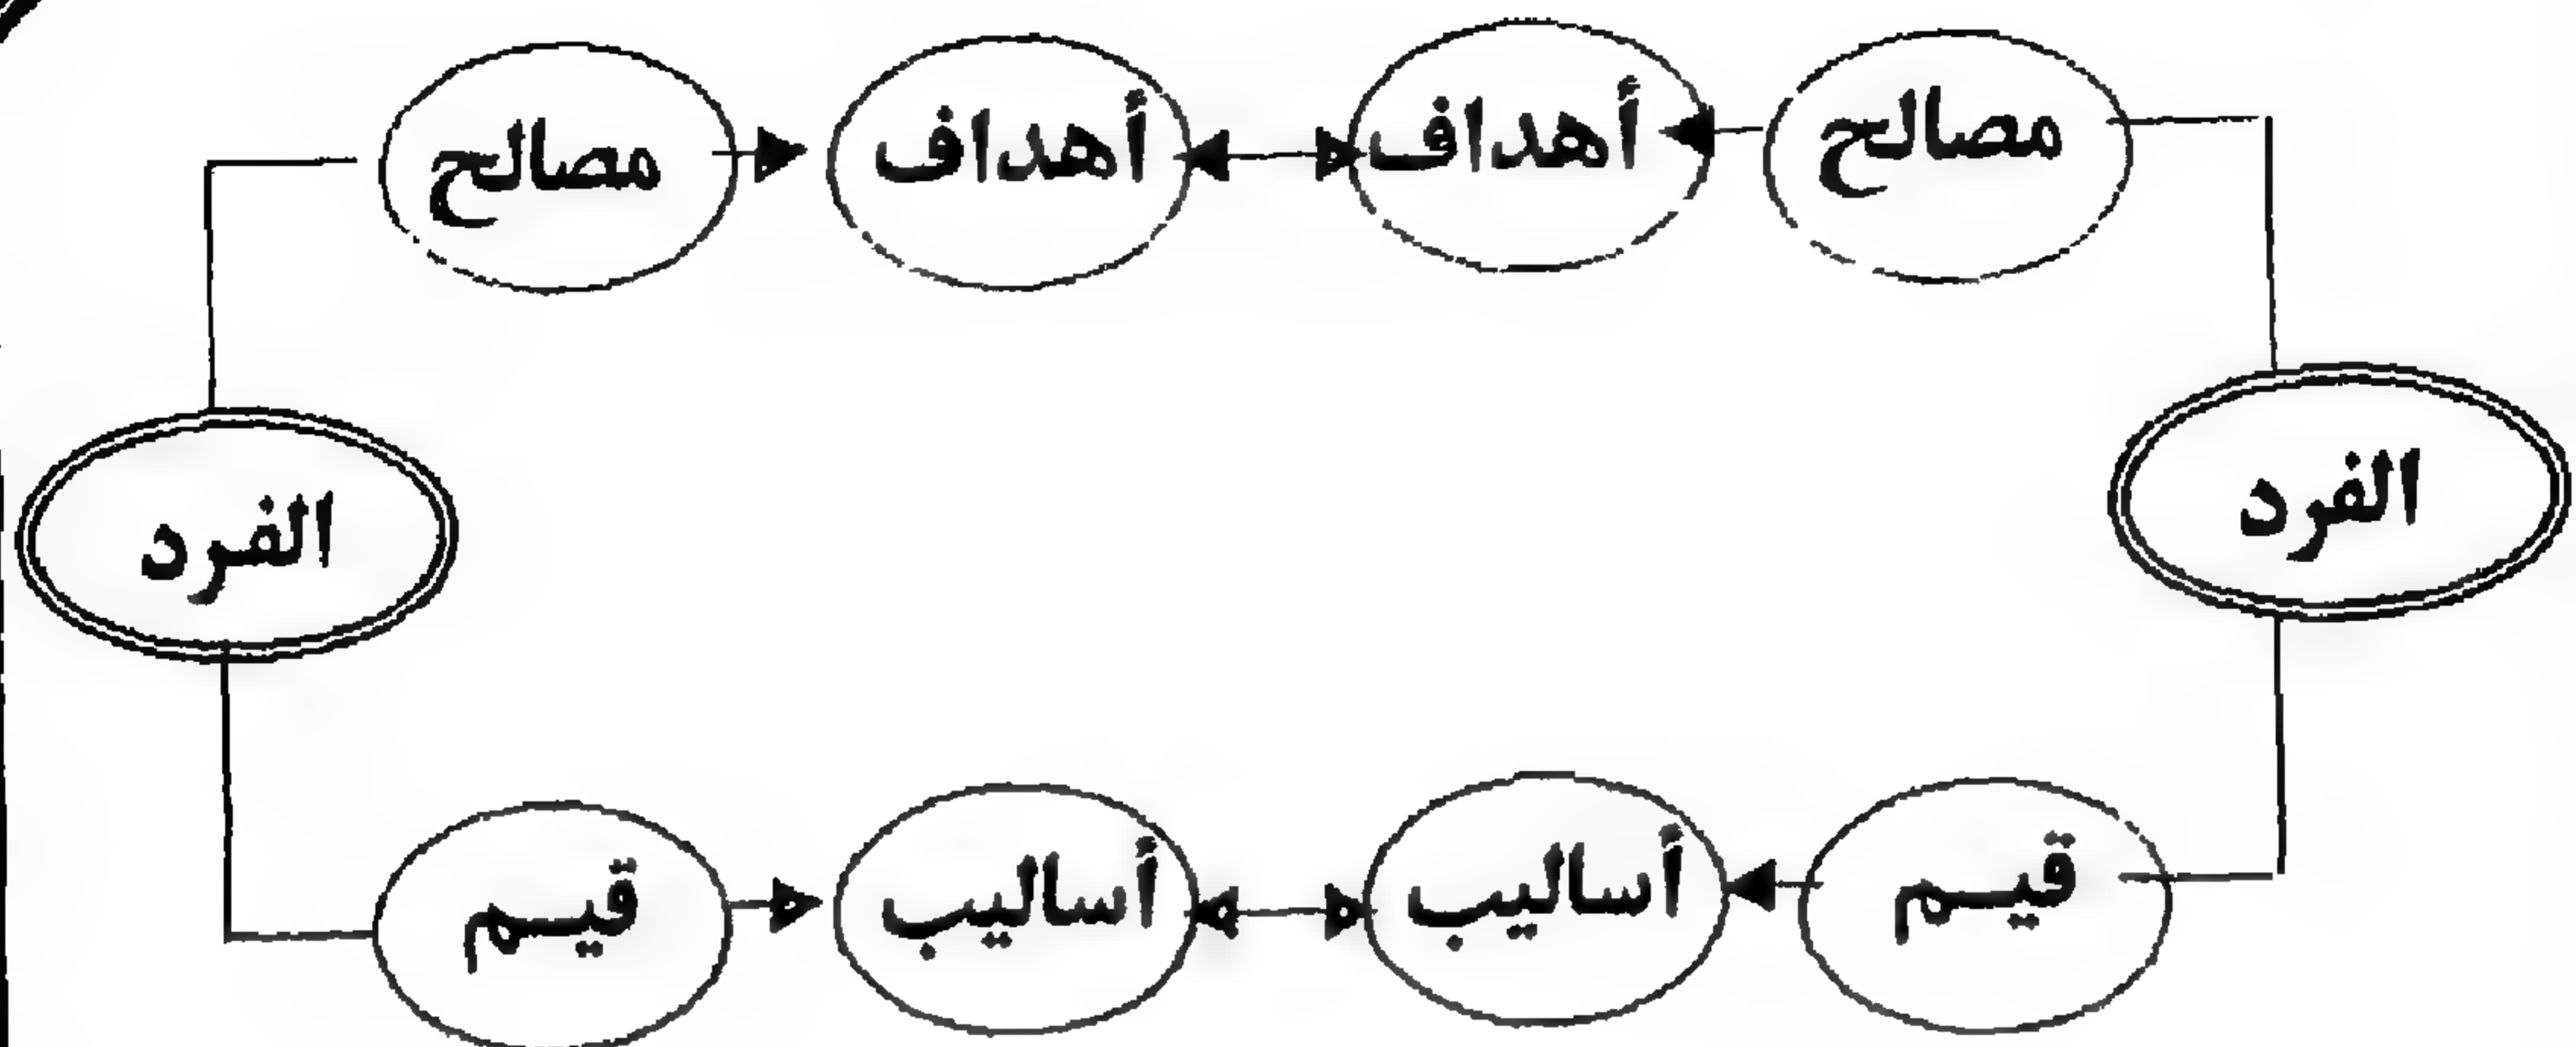 مصالح أهداف أهداف مصالح
الفرد الفرد
قيم أساليب أساليب قيم